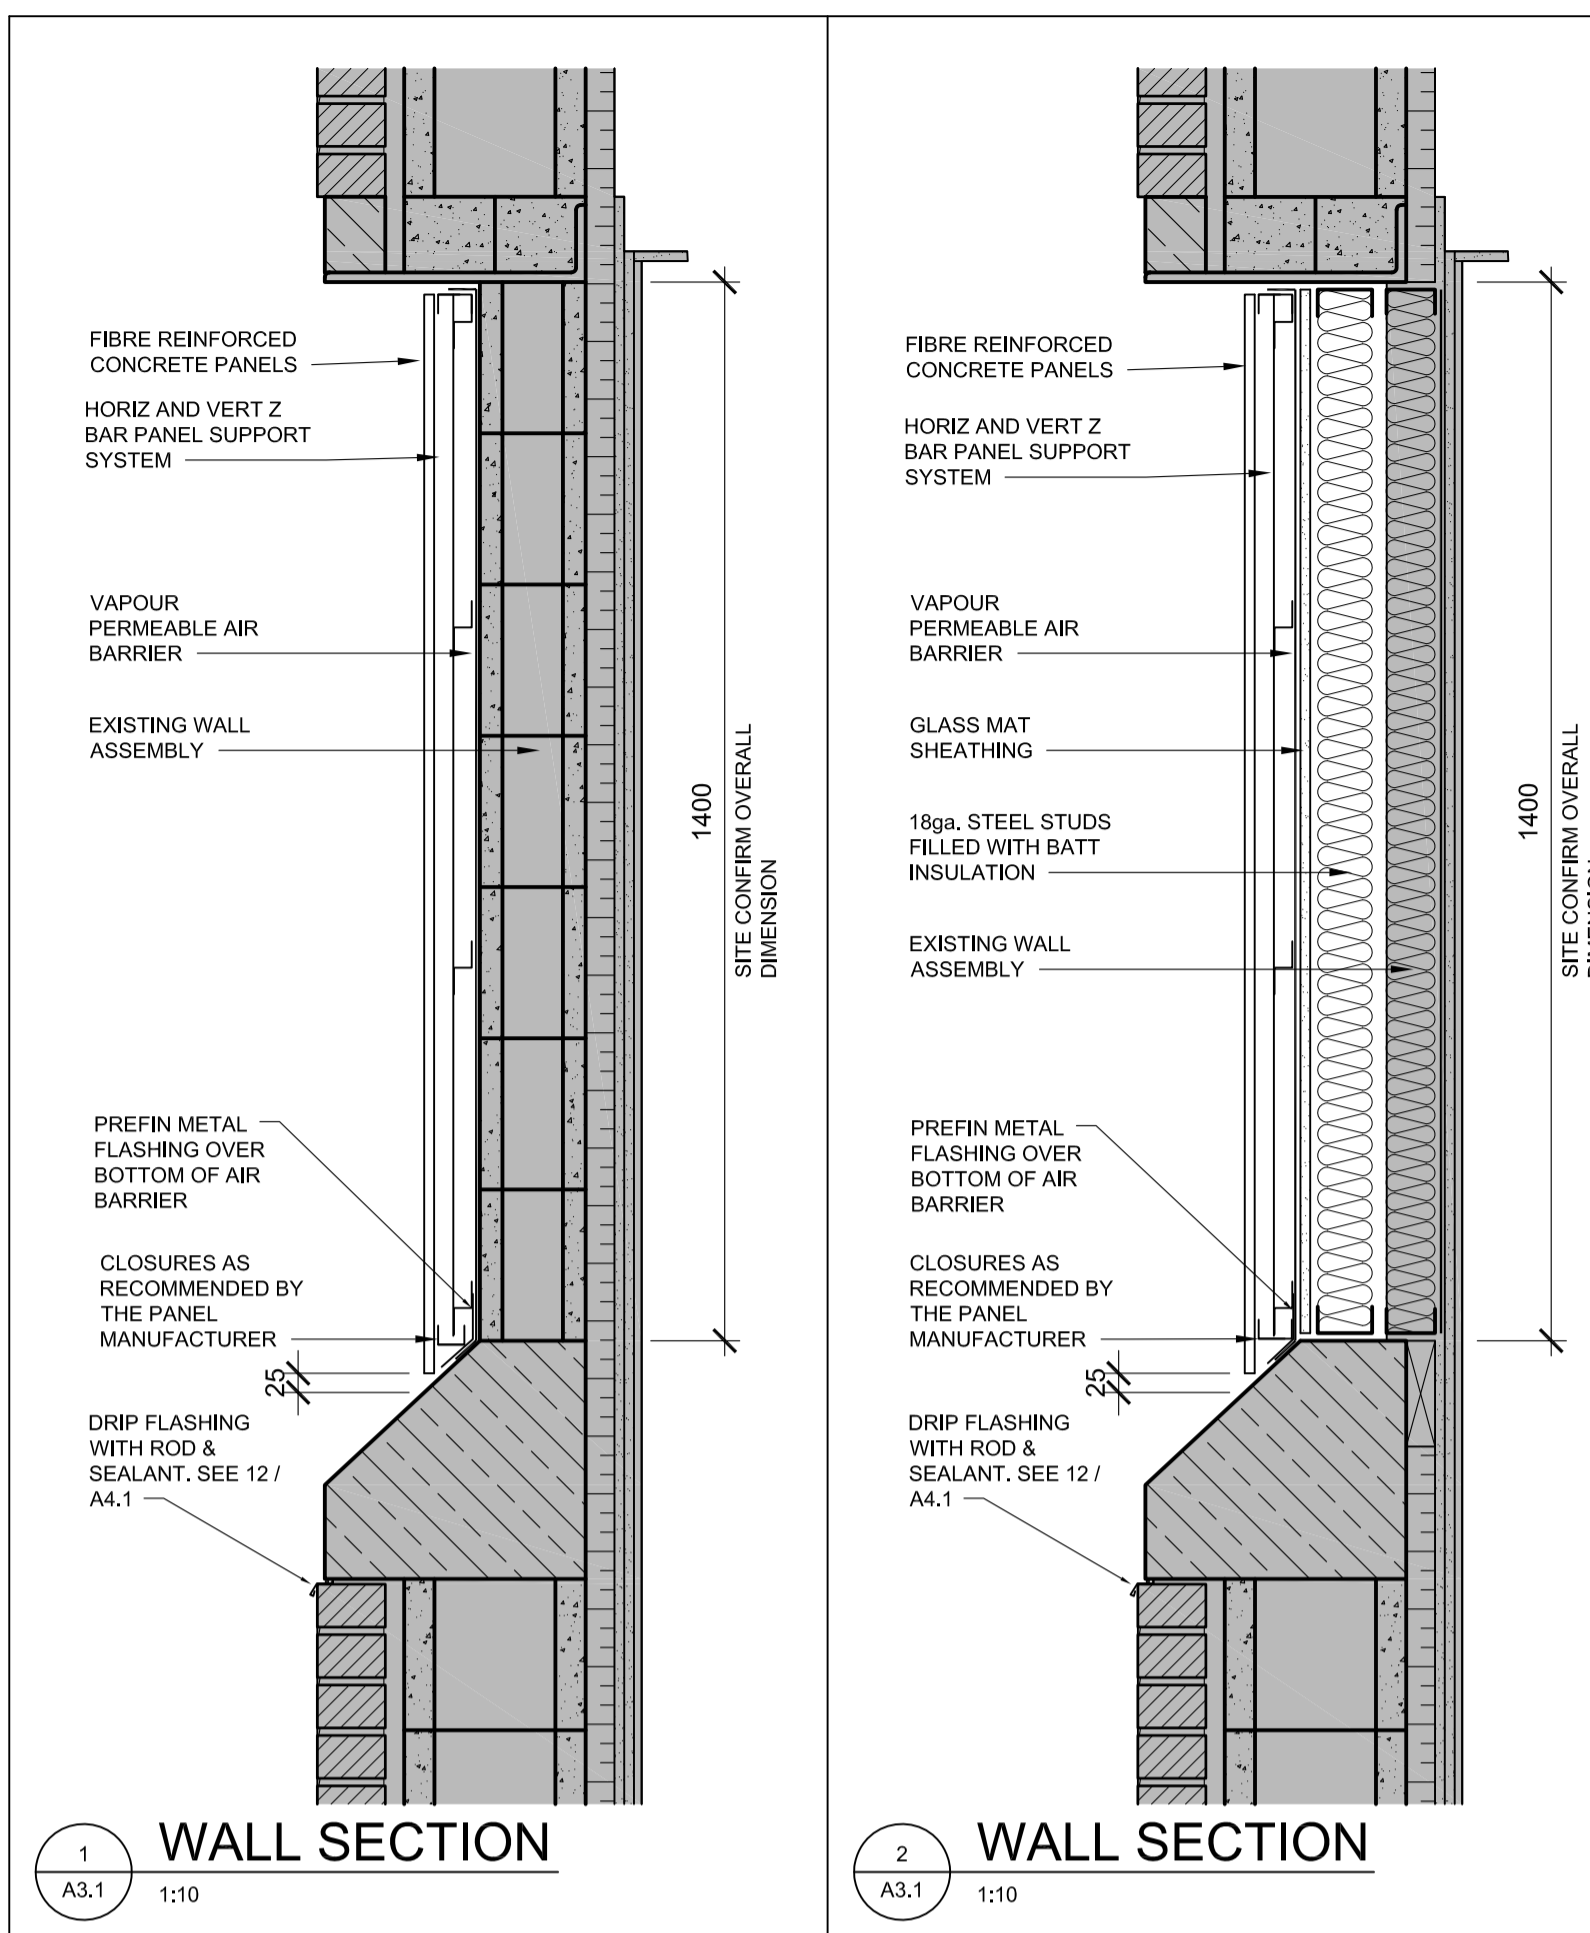 FIBRE REINFORCED
CONCRETE PANELS
HORIZ AND VERT Z
BAR PANEL SUPPORT
SYSTEM
VAPOUR
PERMEABLE AIR
BARRIER
EXISTING WALL
ASSEMBLY
PREFIN METAL
FLASHING OVER
BOTTOM OF AIR
BARRIER
CLOSURES AS
RECOMMENDED BY
THE PANEL
MANUFACTURER
25
DRIP FLASHING
WITH ROD &
SEALANT. SEE 12 /
A4.1
1400
SITE CONFIRM OVERALL
DIMENSION
1
A3.1
WALL SECTION
1:10
FIBRE REINFORCED
CONCRETE PANELS
HORIZ AND VERT Z
BAR PANEL SUPPORT
SYSTEM
VAPOUR
PERMEABLE AIR
BARRIER
GLASS MAT
SHEATHING
18ga. STEEL STUDS
FILLED WITH BATT
INSULATION
EXISTING WALL
ASSEMBLY
PREFIN METAL
FLASHING OVER
BOTTOM OF AIR
BARRIER
CLOSURES AS
RECOMMENDED BY
THE PANEL
MANUFACTURER
25
DRIP FLASHING
WITH ROD &
SEALANT. SEE 12 /
A4.1
1400
SITE CONFIRM OVERALL
2
A3.1
WALL SECTION
1:10